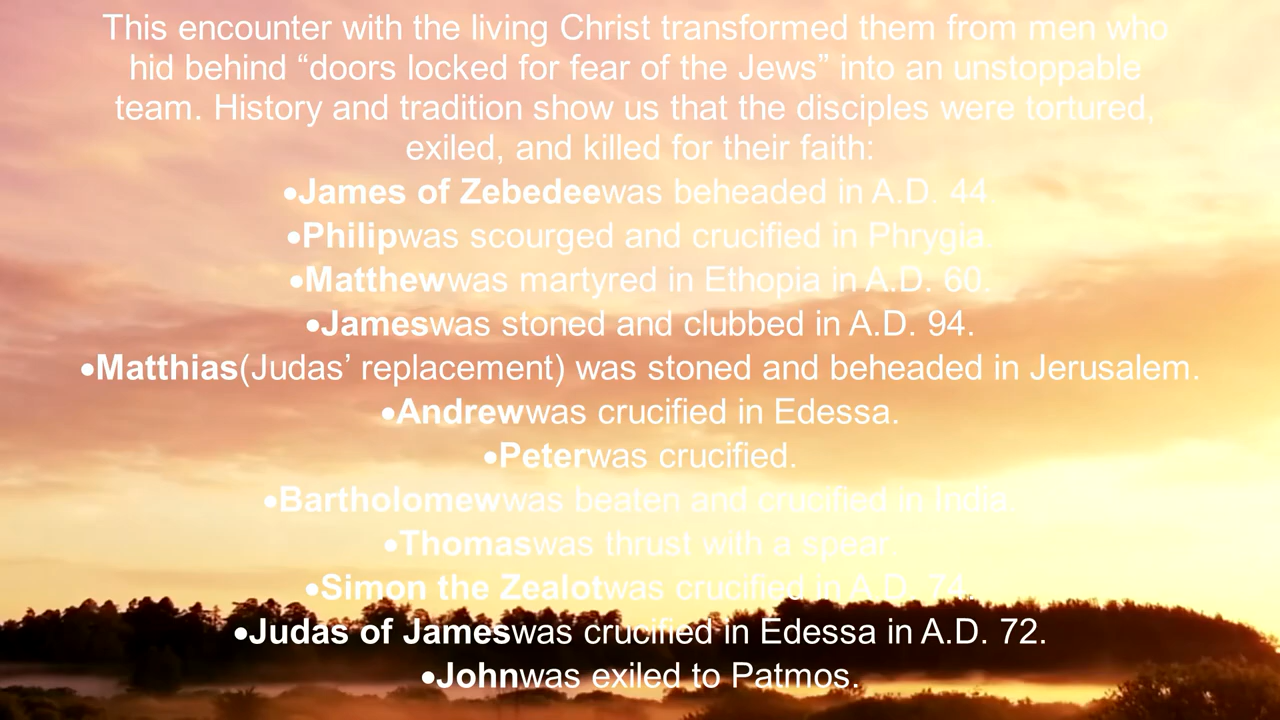 This encounter with the living Christ transformed them from men who
hid behind “doors locked for fear of the Jews” into an unstoppable
team. History and tradition show us that the disciples were tortured,
exiled, and killed for their faith:
•James of Zebedeewas beheaded in A.D. 44.
•Philipwas scourged and crucified in Phrygia.
•Matthewwas martyred in Ethopia in A.D. 60.
•Jameswas stoned and clubbed in A.D. 94.
•Matthias(Judas’ replacement) was stoned and beheaded in Jerusalem.
•Andrewwas crucified in Edessa.
•Peterwas crucified.
•Bartholomewwas beaten and crucified in India.
•Thomaswas thrust with a spear.
•Simon the Zealotwas crucified in A.D. 74.
•Judas of Jameswas crucified in Edessa in A.D. 72.
•Johnwas exiled to Patmos.